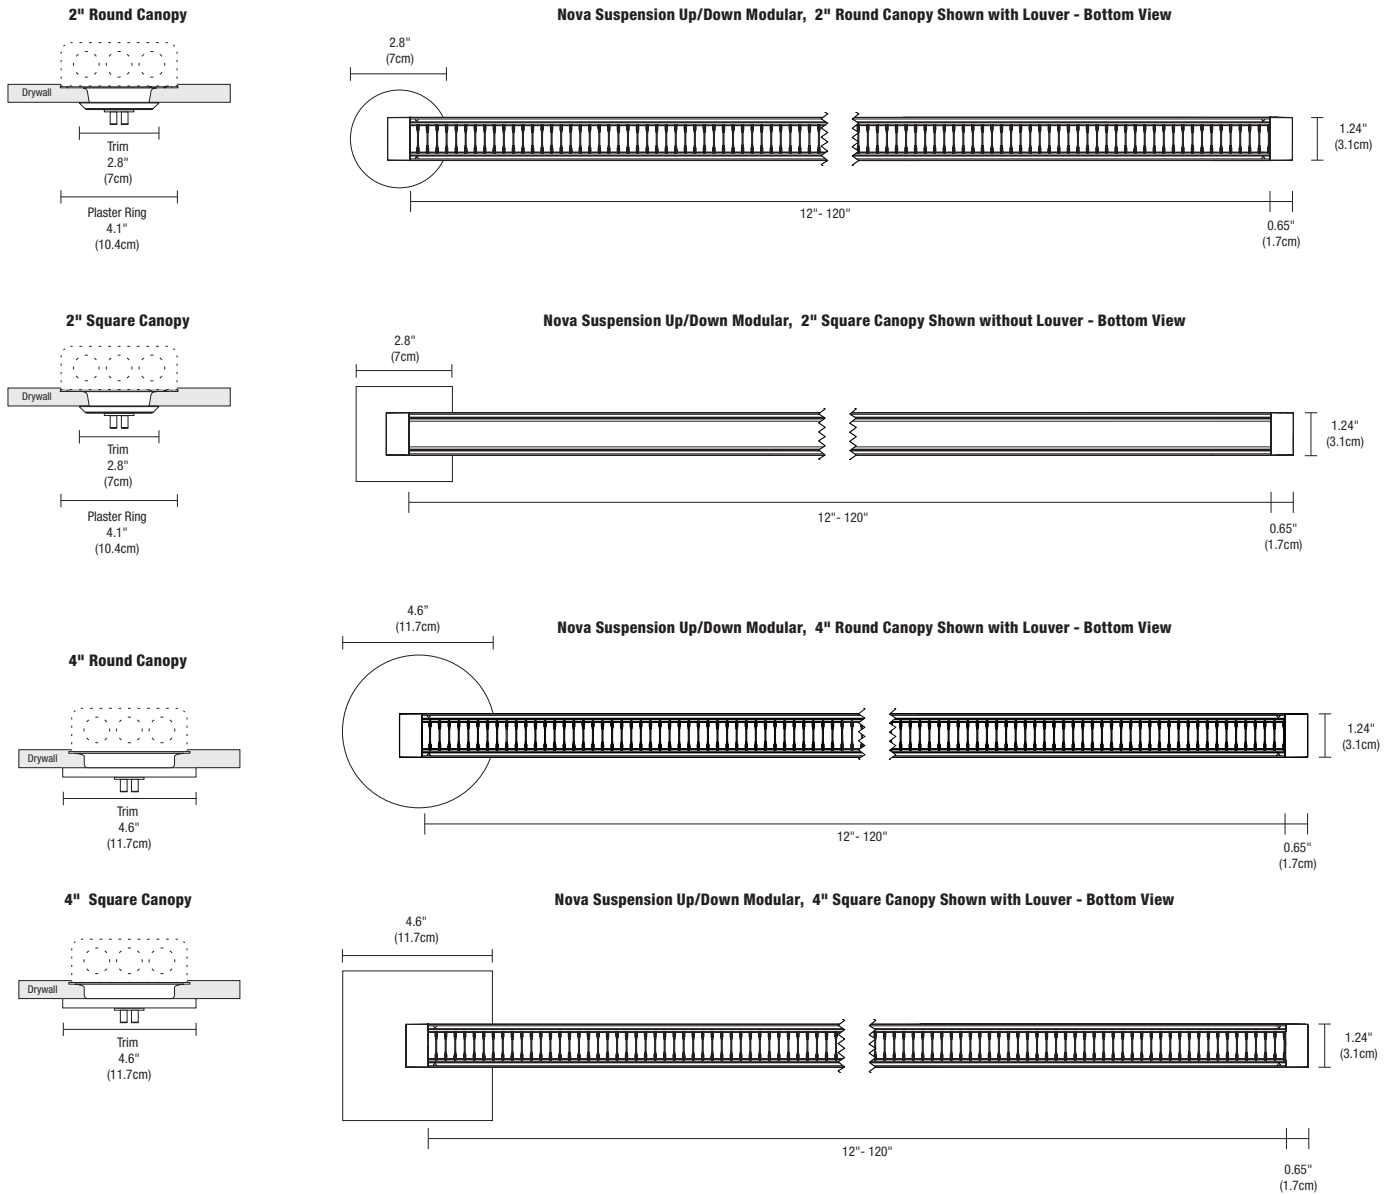 2" Round Canopy
Drywall
Trim
2.8"
(7cm)
Plaster Ring
4.1"
(10.4cm)
Nova Suspension Up/Down Modular, 2" Round Canopy Shown with Louver - Bottom View
2.8"
(7cm)
1.24"
(3.1cm)
12"- 120"
0.65"
(1.7cm)
2" Square Canopy
Drywall
Trim
2.8"
(7cm)
Plaster Ring
4.1"
(10.4cm)
Nova Suspension Up/Down Modular, 2" Square Canopy Shown without Louver - Bottom View
2.8"
(7cm)
1.24"
(3.1cm)
12"- 120"
0.65"
(1.7cm)
4" Round Canopy
Drywall
Trim
4.6"
(11.7cm)
Nova Suspension Up/Down Modular, 4" Round Canopy Shown with Louver - Bottom View
4.6”
(11.7cm)
1.24"
(3.1cm)
12"- 120"
0.65"
(1.7cm)
4" Square Canopy
Drywall
Trim
4.6"
(11.7cm)
Nova Suspension Up/Down Modular, 4" Square Canopy Shown with Louver - Bottom View
4.6"
(11.7cm)
1.24"
(3.1cm)
12"- 120"
0.65"
(1.7cm)